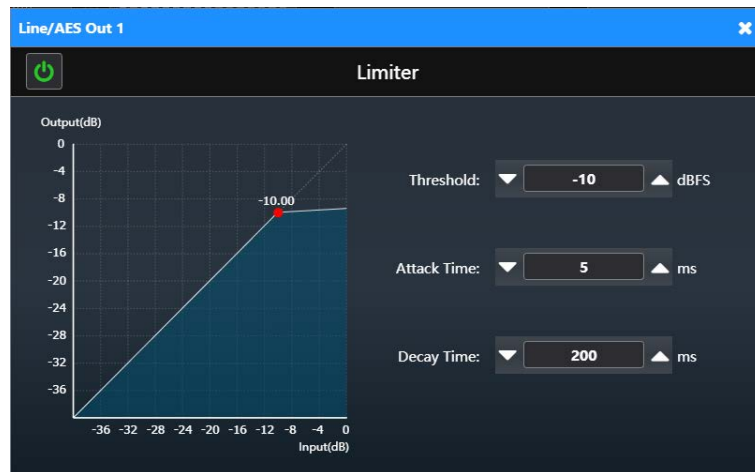 Line/AES Out 1
Limiter
Output(dB)
0
-4
-8
-12
-16
-20
-24
-28
-32
-36
-10.00
-36 -32 -28 -24 -20 -16 -12 -8 -4 0
Input(dB)
Threshold: -10 dBFS
Attack Time: 5 ms
Decay Time: 200 ms